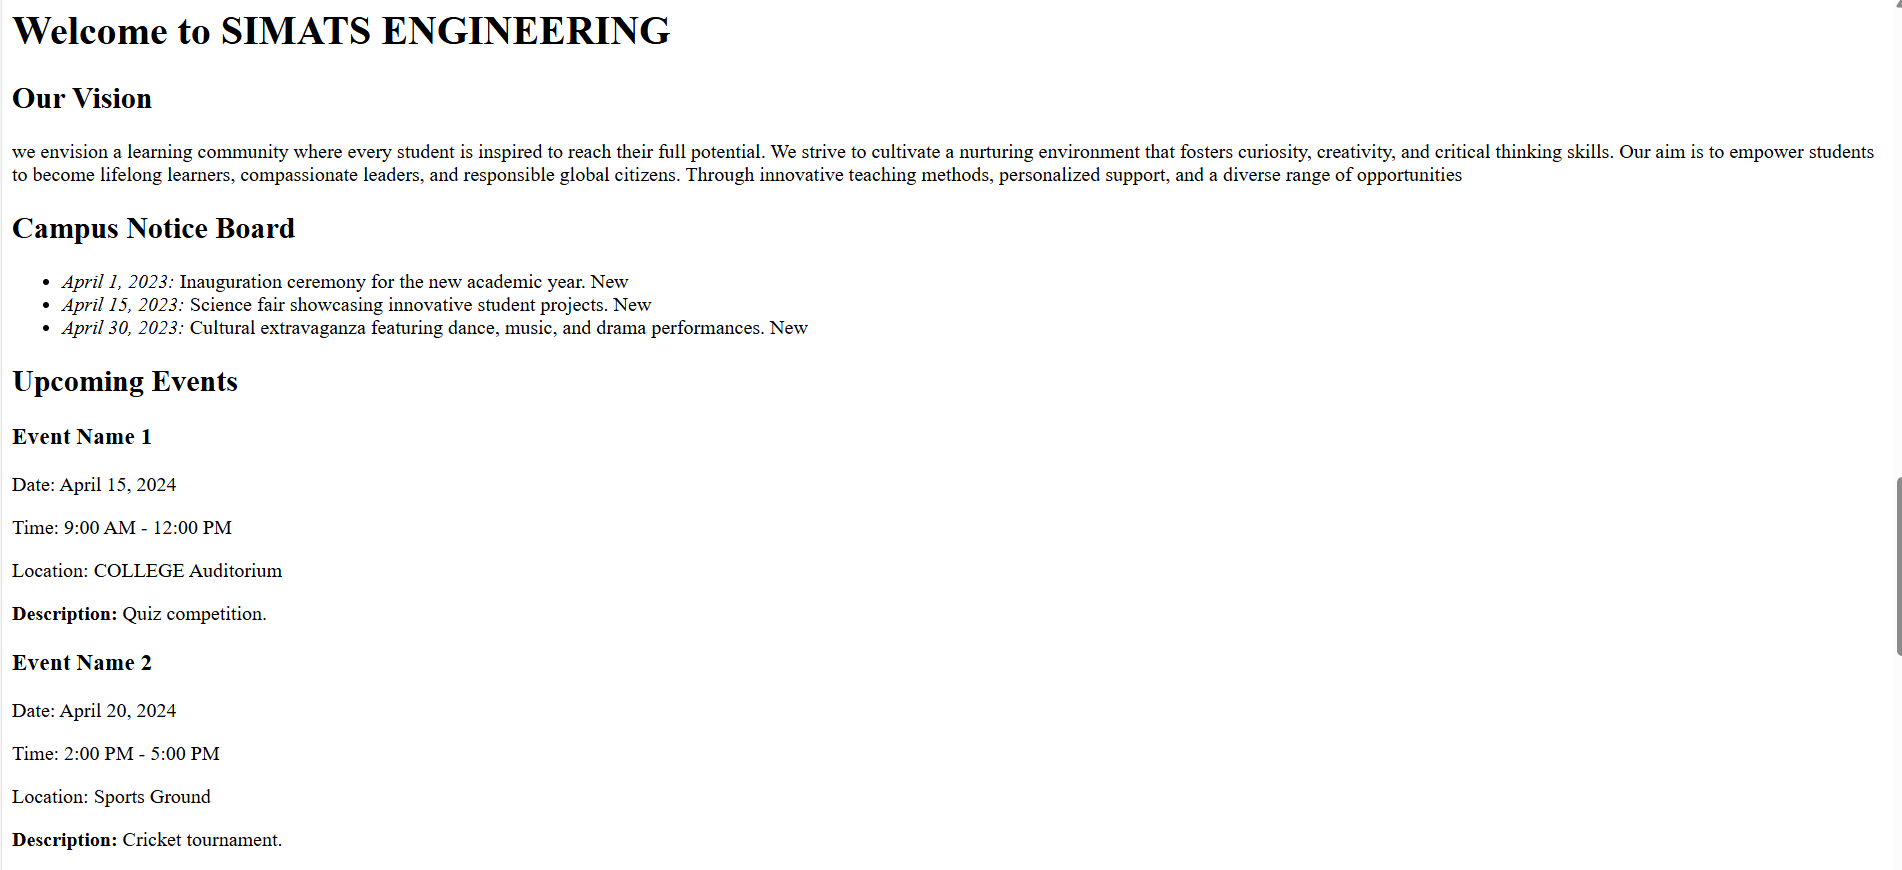 Welcome to SIMATS ENGINEERING
Our Vision
we envision a learning community where every student is inspired to reach their full potential. We strive to cultivate a nurturing environment that fosters curiosity, creativity, and critical thinking skills. Our aim is to empower students
to become lifelong learners, compassionate leaders, and responsible global citizens. Through innovative teaching methods, personalized support, and a diverse range of opportunities
Campus Notice Board
• April 1, 2023: Inauguration ceremony for the new academic year. New
• April 15, 2023: Science fair showcasing innovative student projects. New
• April 30, 2023: Cultural extravaganza featuring dance, music, and drama performances. New
Upcoming Events
Event Name 1
Date: April 15, 2024
Time: 9:00 AM - 12:00 PM
Location: COLLEGE Auditorium
Description: Quiz competition.
Event Name 2
Date: April 20, 2024
Time: 2:00 PM - 5:00 PM
Location: Sports Ground
Description: Cricket tournament.